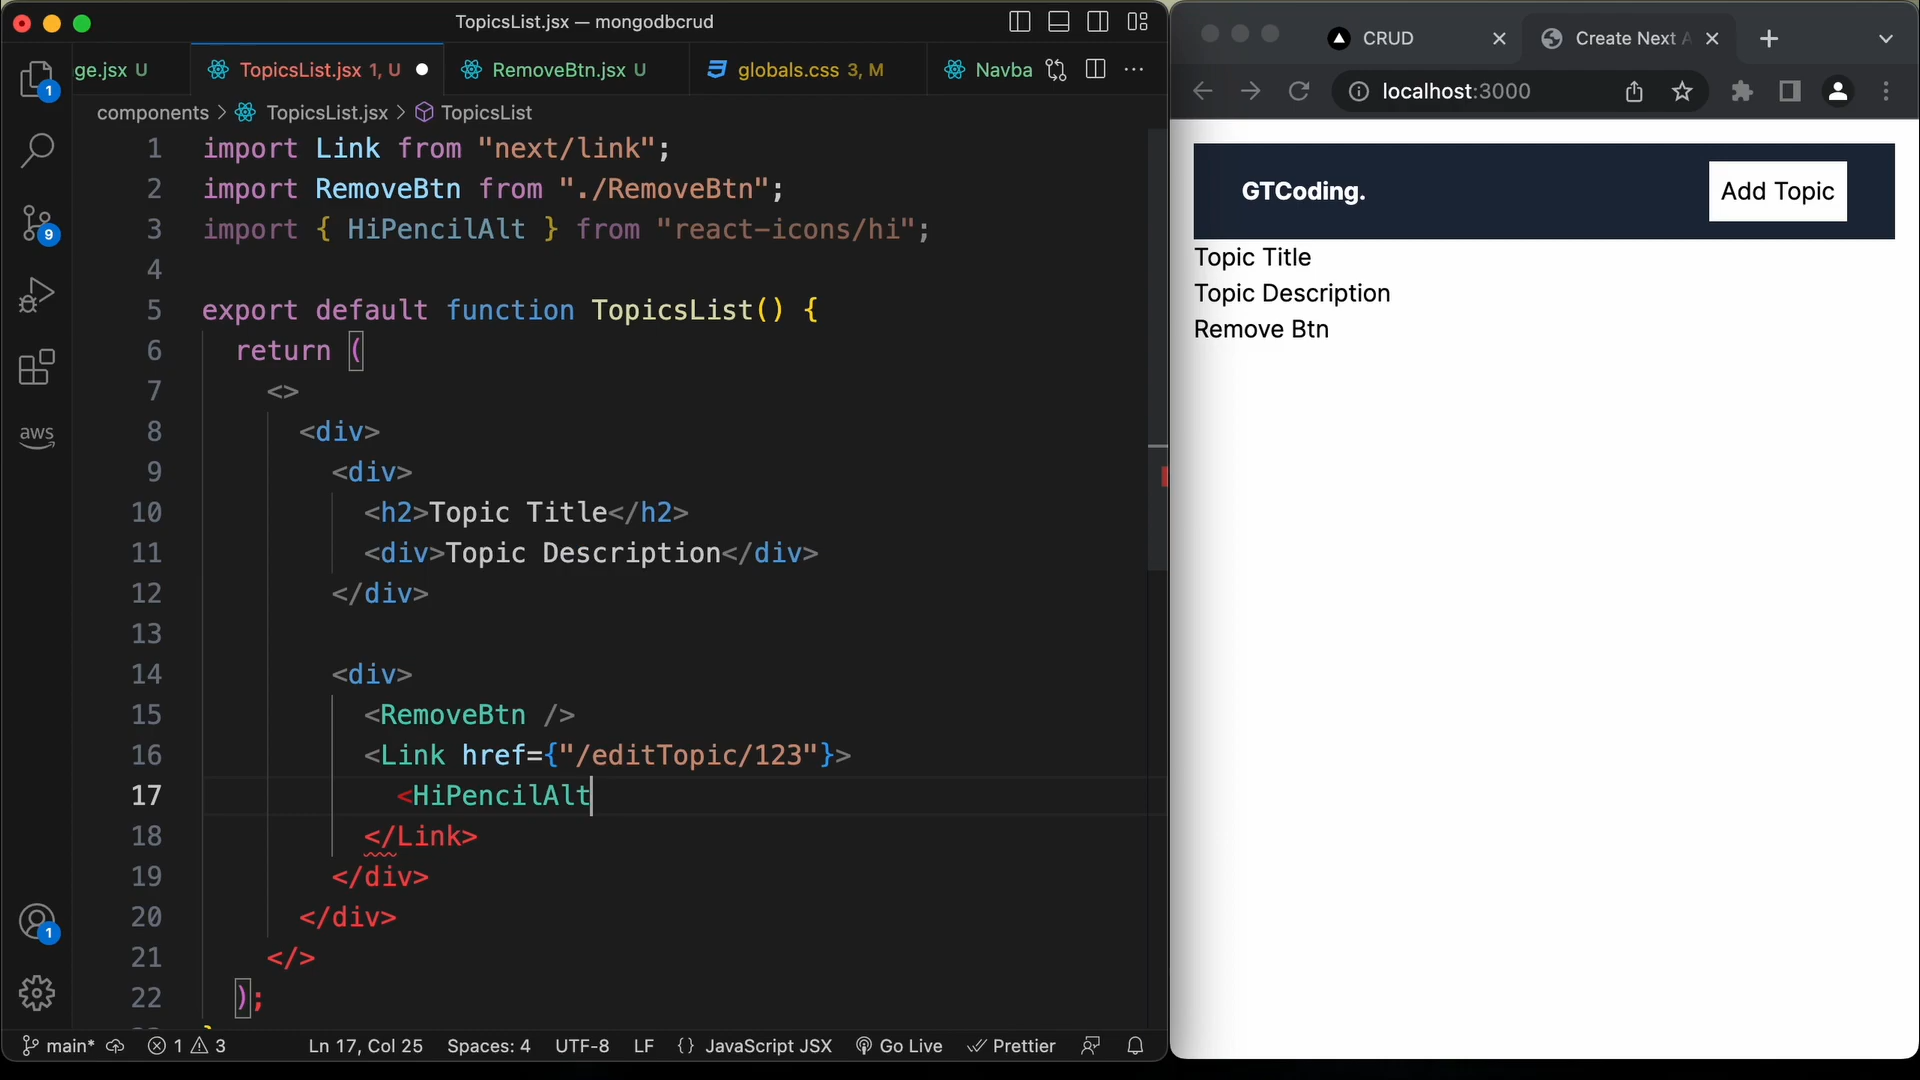 TopicsList.jsx — mongodbcrud
ge.jsx U
TopicsList.jsx 1, U
RemoveBtn.jsx U
globals.css 3, M
Navba
components > TopicsList.jsx > TopicsList
1 import Link from "next/link";
2 import RemoveBtn from "./RemoveBtn";
3 import { HiPencilAlt } from "react-icons/hi";
4
5 export default function TopicsList() {
6 return (
7 <>
8 <div>
9 <div>
10 <h2>Topic Title</h2>
11 <div>Topic Description</div>
12 </div>
13
14 <div>
15 <RemoveBtn />
16 <Link href={"/editTopic/123"}>
17 <HiPencilAlt
18 </Link>
19 </div>
20 </div>
21 </>
22 );
1
9
aws
1
main* 1 3 Ln 17, Col 25 Spaces: 4 UTF-8 LF {} JavaScript JSX Go Live Prettier
CRUD
Create Next A
localhost:3000
GTCoding.
Add Topic
Topic Title
Topic Description
Remove Btn